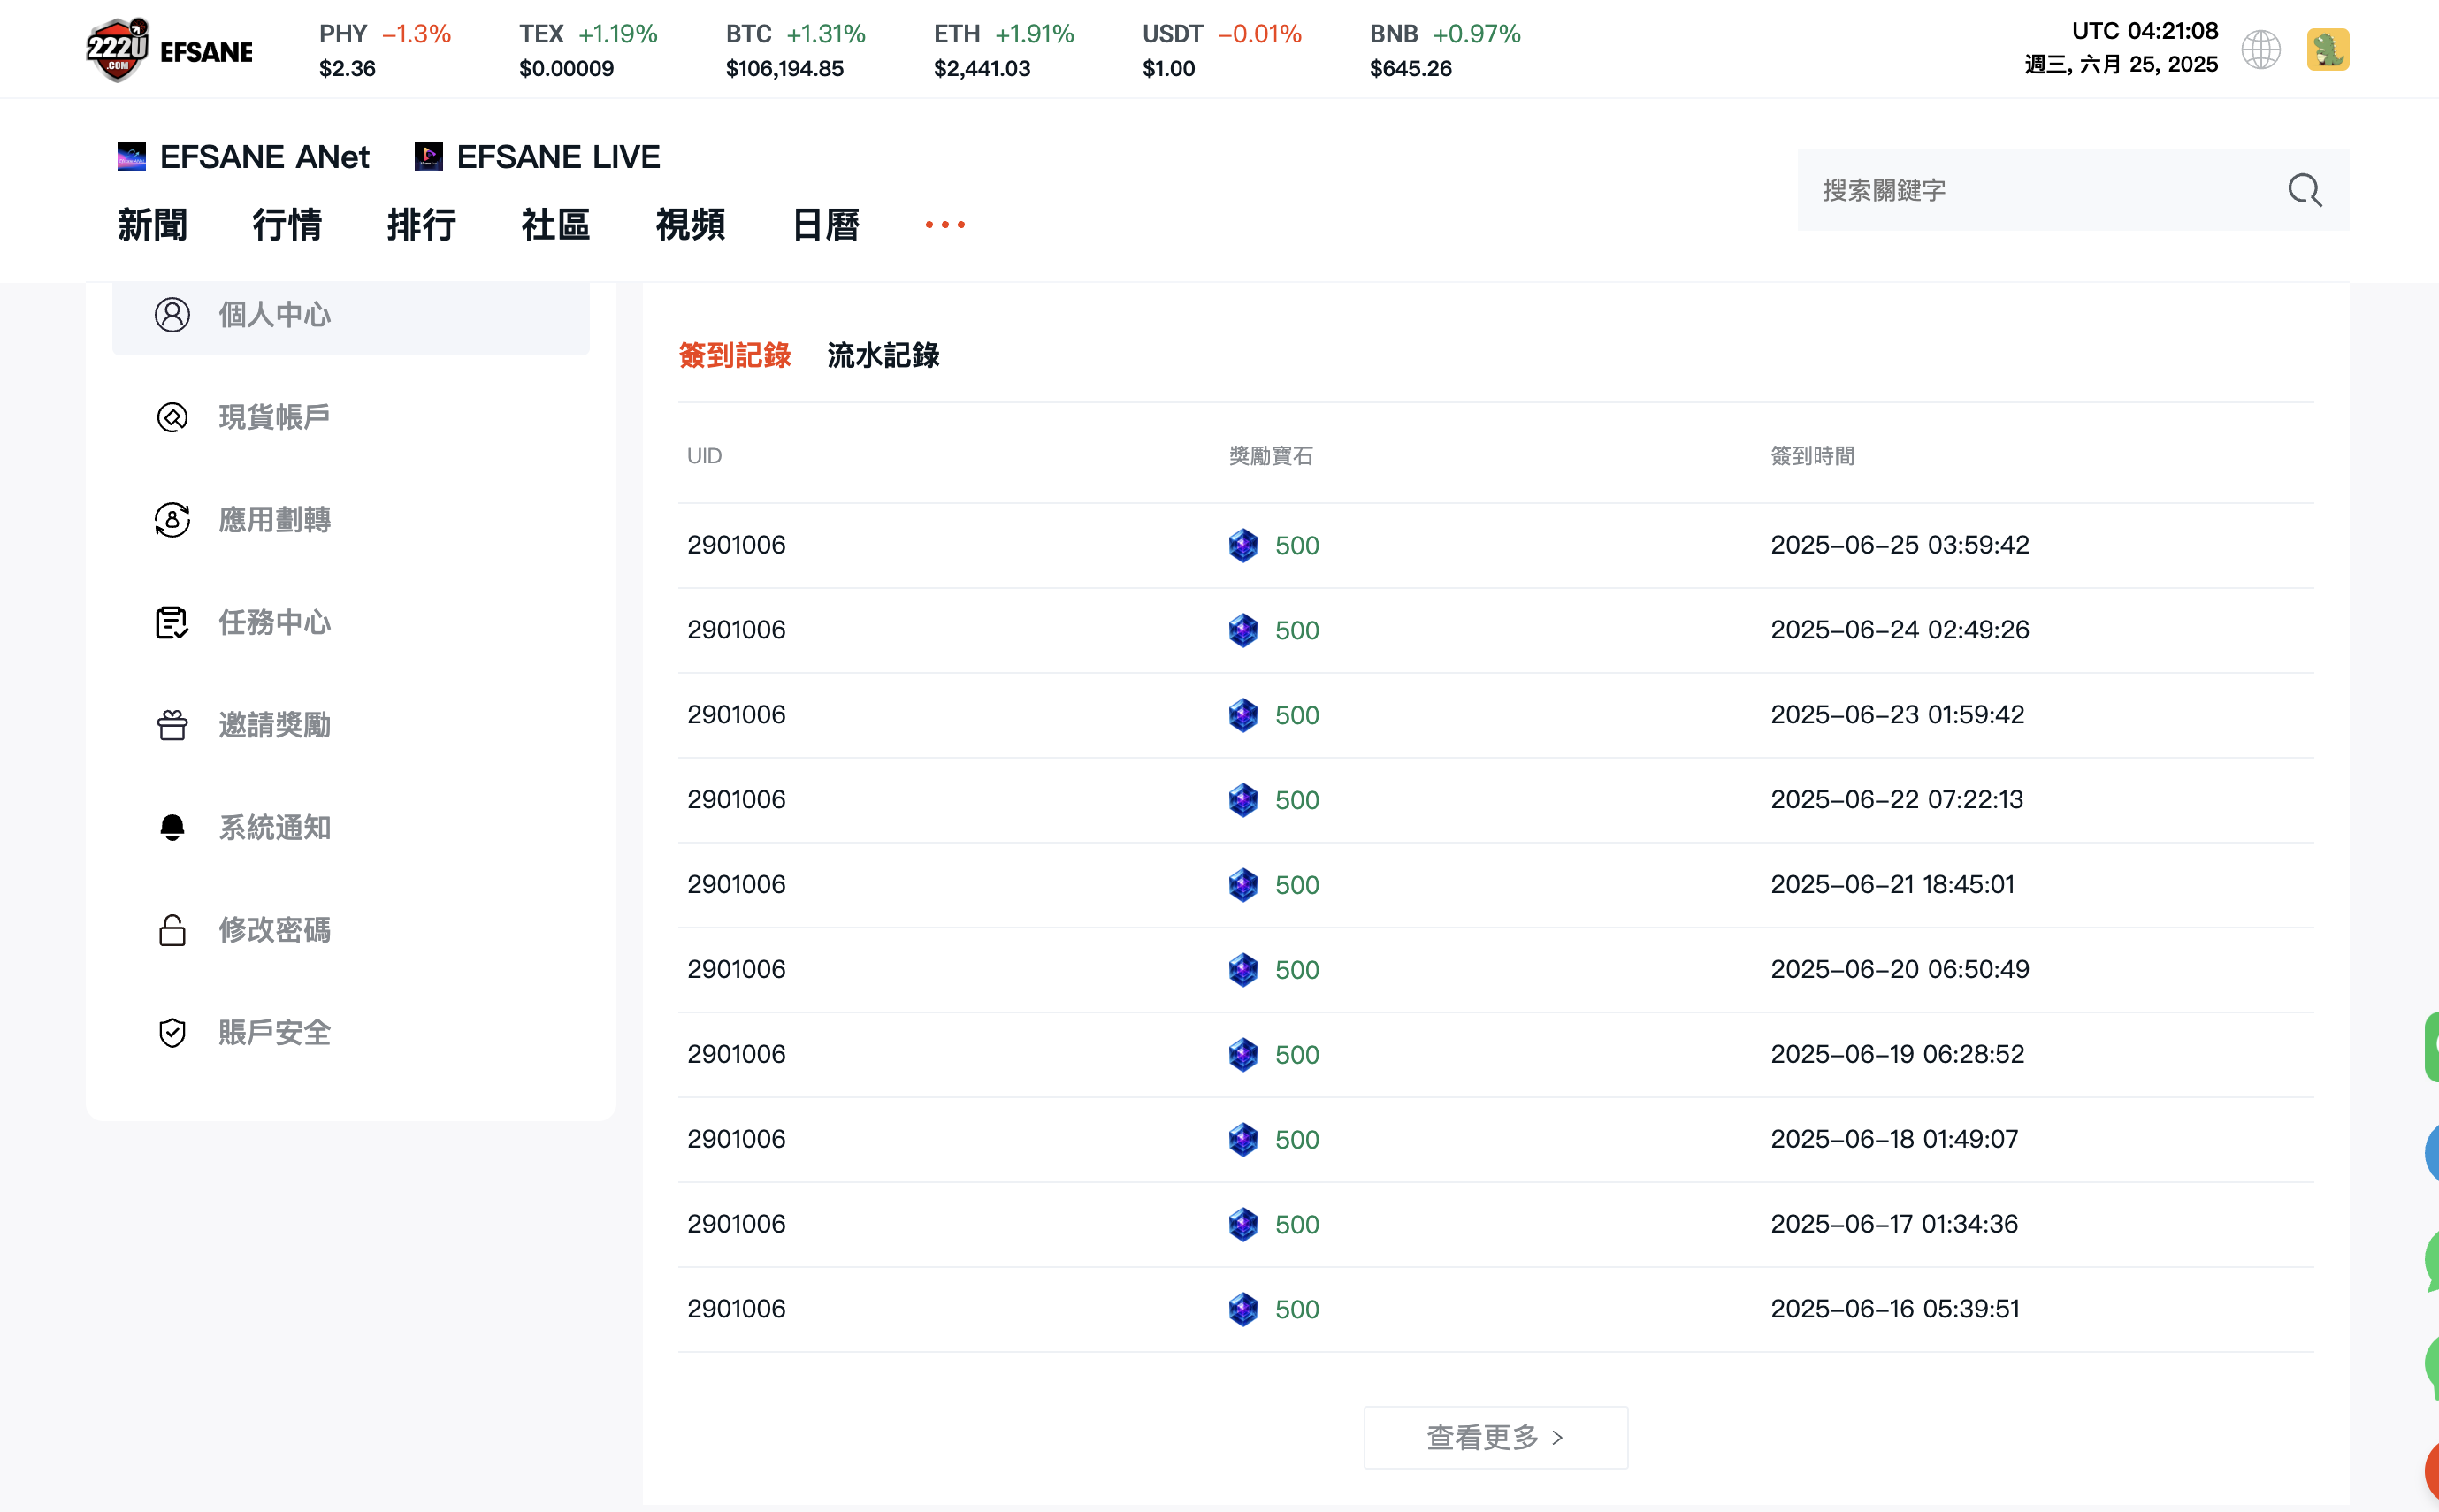 222U
.COM
EFSANE
PHY -1.3%
$2.36
TEX +1.19%
$0.00009
BTC +1.31%
$106,194.85
ETH +1.91%
$2,441.03
USDT -0.01%
$1.00
BNB +0.97%
$645.26
UTC 04:21:08
週三, 六月 25, 2025
EFSANE ANet
EFSANE LIVE
新聞
行情
排行
社區
視頻
日曆
搜索關鍵字
個人中心
現貨帳戶
應用劃轉
任務中心
邀請獎勵
系統通知
修改密碼
賬戶安全
簽到記錄
流水記錄
UID 獎勵寶石 簽到時間
2901006 500 2025-06-25 03:59:42
2901006 500 2025-06-24 02:49:26
2901006 500 2025-06-23 01:59:42
2901006 500 2025-06-22 07:22:13
2901006 500 2025-06-21 18:45:01
2901006 500 2025-06-20 06:50:49
2901006 500 2025-06-19 06:28:52
2901006 500 2025-06-18 01:49:07
2901006 500 2025-06-17 01:34:36
2901006 500 2025-06-16 05:39:51
查看更多 >